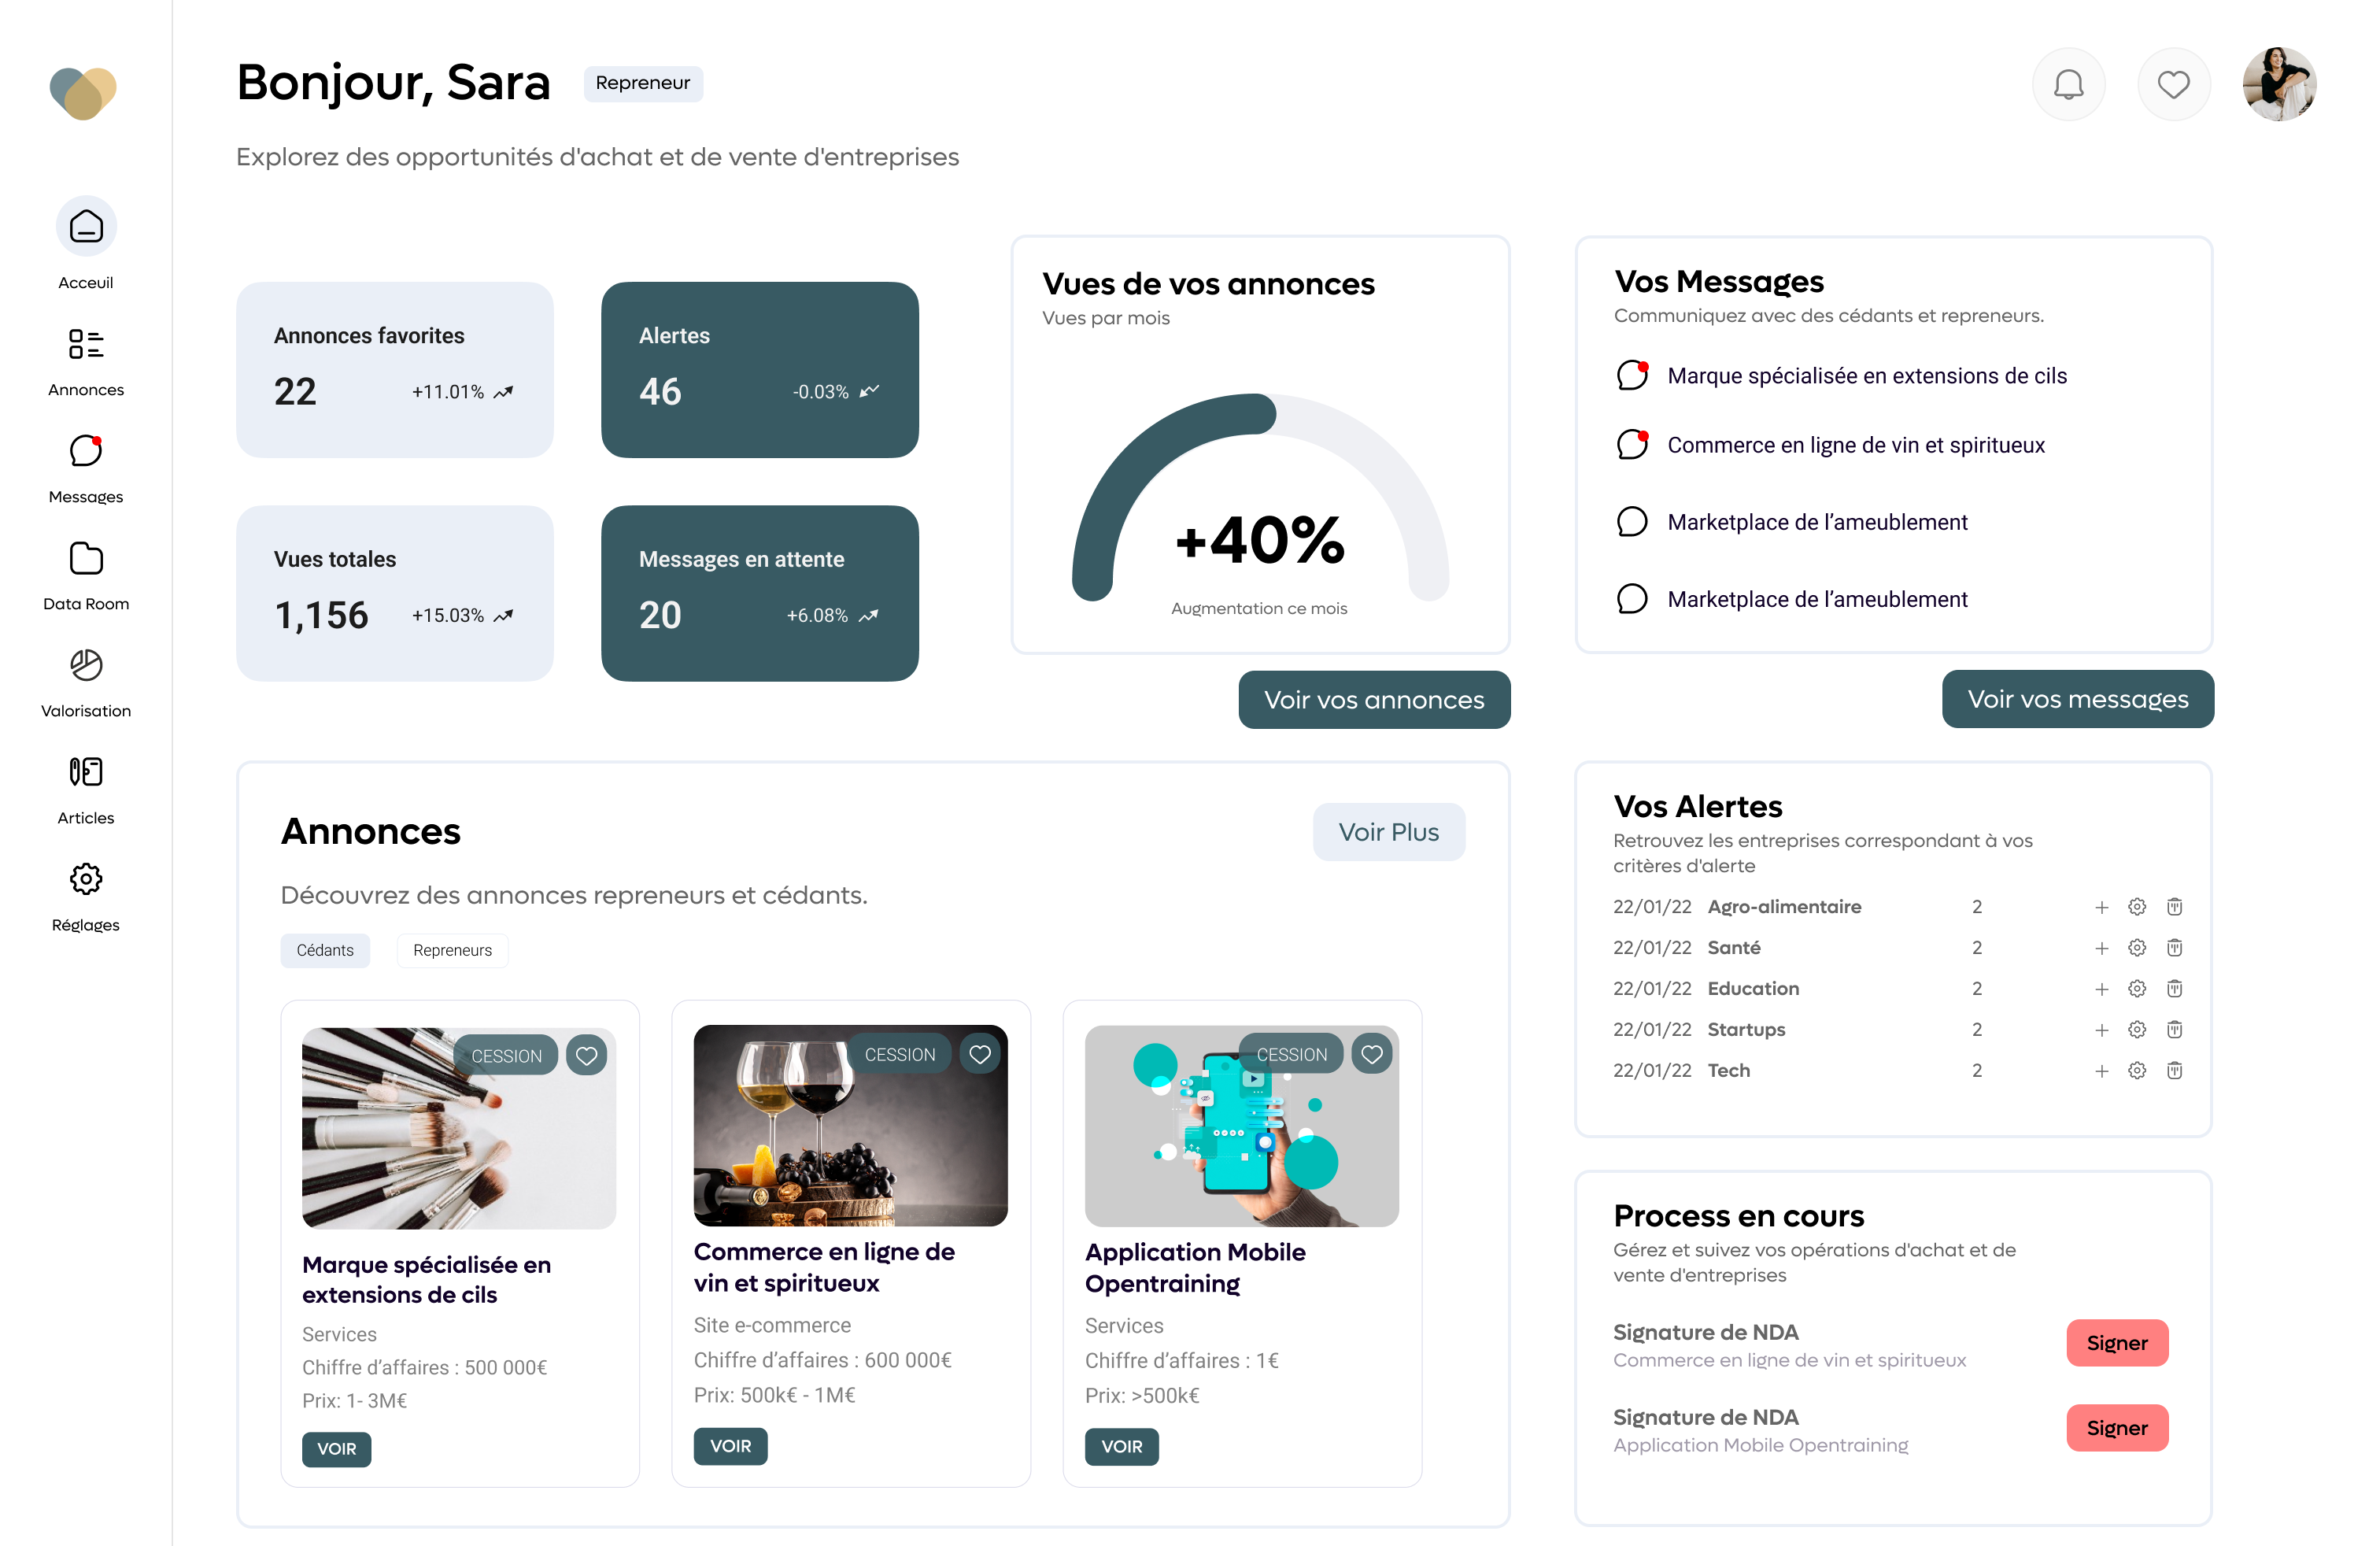 Bonjour, Sara
Repreneur
Explorez des opportunités d'achat et de vente d'entreprises
Acceuil
Annonces
Messages
Data Room
Valorisation
Articles
Réglages
Annonces favorites
22
+11.01%
Alertes
46
-0.03%
Vues totales
1,156
+15.03%
Messages en attente
20
+6.08%
Vues de vos annonces
Vues par mois
+40%
Augmentation ce mois
Voir vos annonces
Vos Messages
Communiquez avec des cédants et repreneurs.
Marque spécialisée en extensions de cils
Commerce en ligne de vin et spiritueux
Marketplace de l’ameublement
Marketplace de l’ameublement
Voir vos messages
Annonces
Voir Plus
Découvrez des annonces repreneurs et cédants.
Cédants
Repreneurs
CESSION
Marque spécialisée en
extensions de cils
Services
Chiffre d’affaires : 500 000€
Prix: 1- 3M€
VOIR
CESSION
Commerce en ligne de
vin et spiritueux
Site e-commerce
Chiffre d’affaires : 600 000€
Prix: 500k€ - 1M€
VOIR
CESSION
Application Mobile
Opentraining
Services
Chiffre d’affaires : 1€
Prix: >500k€
VOIR
Vos Alertes
Retrouvez les entreprises correspondant à vos
critères d'alerte
22/01/22 Agro-alimentaire 2
22/01/22 Santé 2
22/01/22 Education 2
22/01/22 Startups 2
22/01/22 Tech 2
Process en cours
Gérez et suivez vos opérations d'achat et de
vente d'entreprises
Signature de NDA
Commerce en ligne de vin et spiritueux
Signer
Signature de NDA
Application Mobile Opentraining
Signer